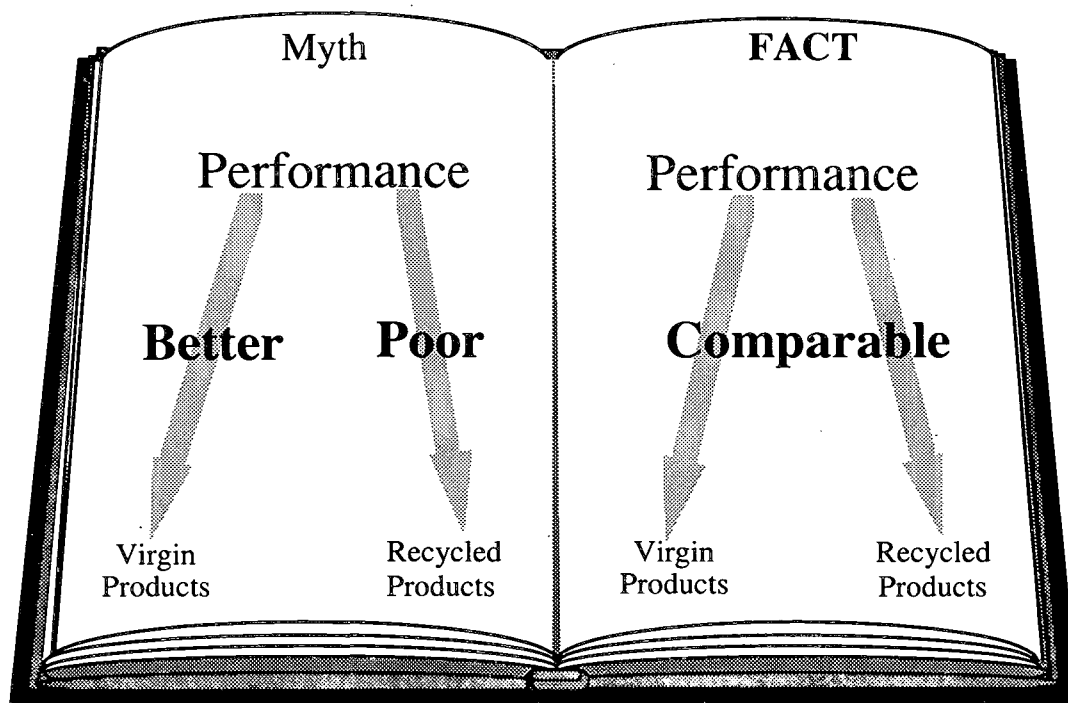 Myth
Performance
Better Poor
Virgin Products
Recycled Products
FACT
Performance
Comparable
Virgin Products
Recycled Products